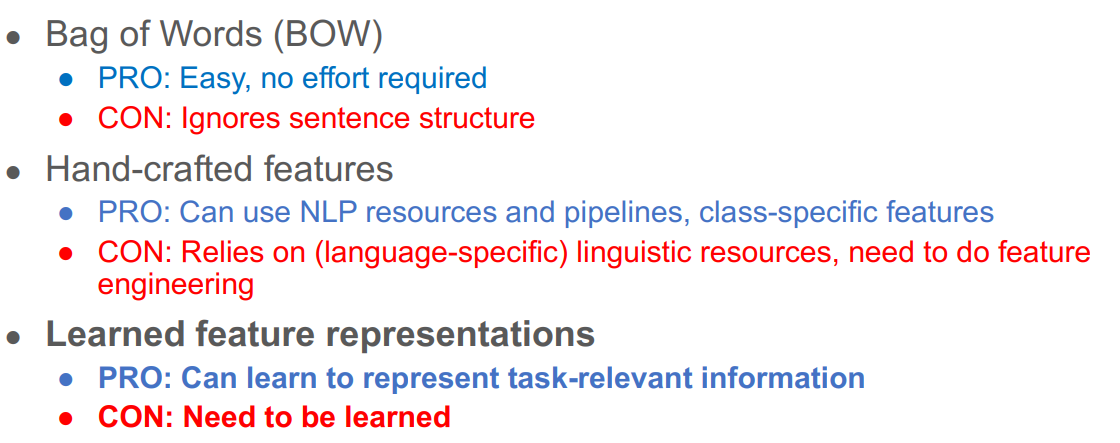 ● Bag of Words (BOW)
● PRO: Easy, no effort required
● CON: Ignores sentence structure
● Hand-crafted features
● PRO: Can use NLP resources and pipelines, class-specific features
● CON: Relies on (language-specific) linguistic resources, need to do feature
engineering
● Learned feature representations
● PRO: Can learn to represent task-relevant information
● CON: Need to be learned